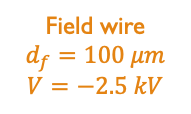 Field wire
d_f = 100 μm
V = −2.5 kV